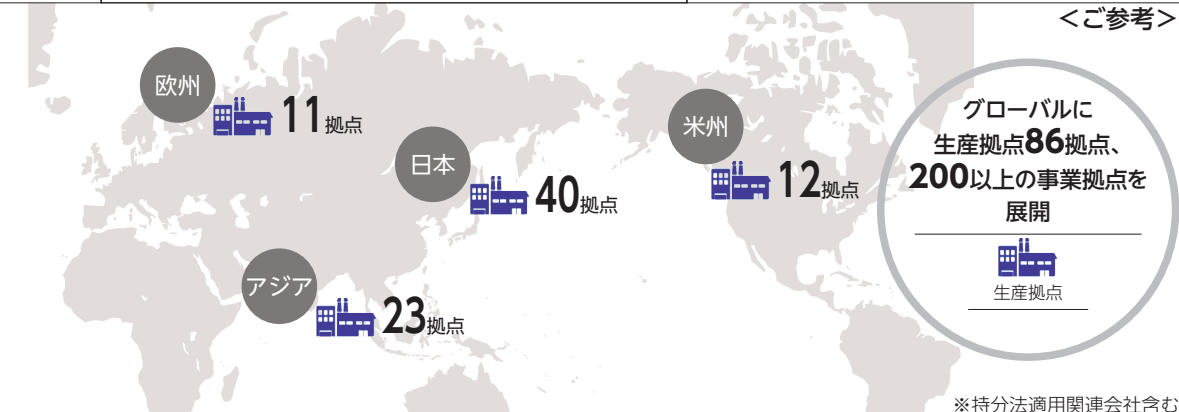 ＜ご参考＞
欧州
11拠点
日本
40拠点
米州
12拠点
アジア
23拠点
グローバルに
生産拠点86拠点、
200以上の事業拠点を
展開
生産拠点
※持分法適用関連会社含む